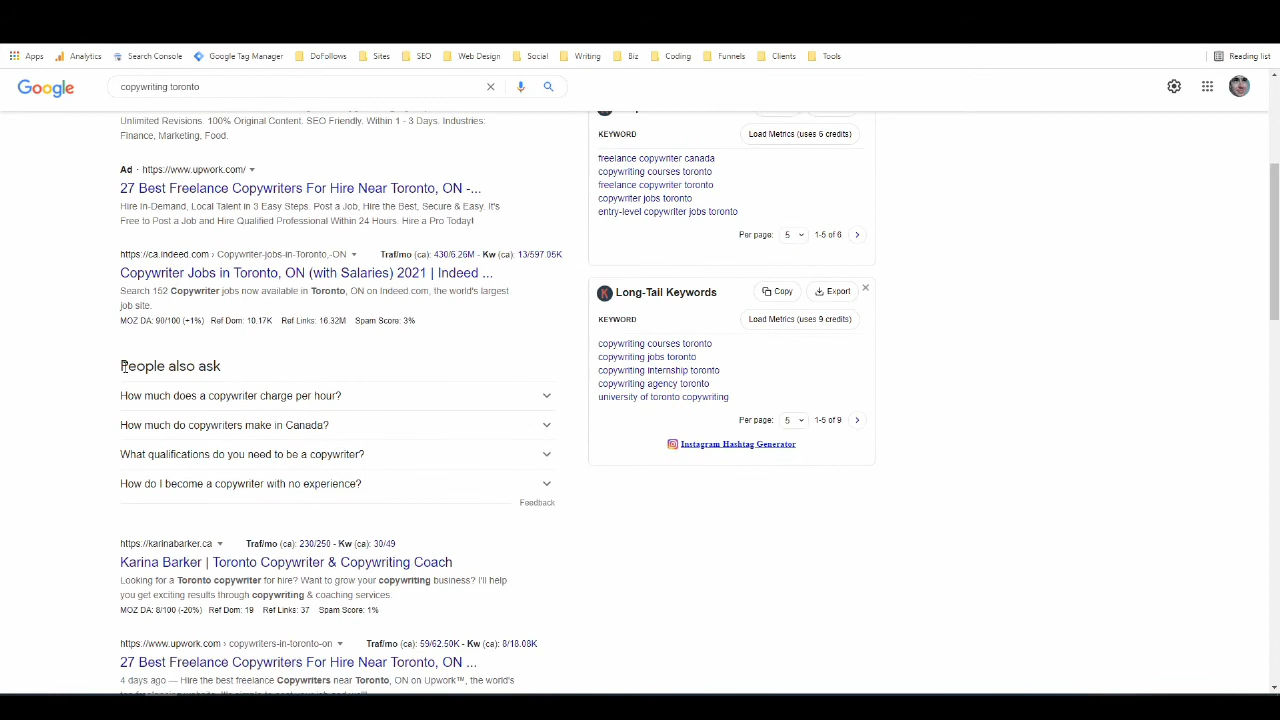 Apps Analytics Search Console Google Tag Manager DoFollows Sites SEO Web Design Social Writing Biz Coding Funnels Clients Tools Reading list
Google copywriting toronto
Unlimited Revisions. 100% Original Content. SEO Friendly. Within 1 - 3 Days. Industries:
Finance, Marketing, Food.
Ad · https://www.upwork.com/
27 Best Freelance Copywriters For Hire Near Toronto, ON -...
Hire In-Demand, Local Talent in 3 Easy Steps. Post a Job, Hire the Best, Secure & Easy. It's
Free to Post a Job and Hire Qualified Professional Within 24 Hours. Hire a Pro Today!
https://ca.indeed.com › Copywriter-jobs-in-Toronto,-ON Traf/mo (ca): 430/6.26M - Kw (ca): 13/597.05K
Copywriter Jobs in Toronto, ON (with Salaries) 2021 | Indeed ...
Search 152 Copywriter jobs now available in Toronto, ON on Indeed.com, the world's largest
job site.
MOZ DA: 90/100 (+1%) Ref Dom: 10.17K Ref Links: 16.32M Spam Score: 3%
People also ask
How much does a copywriter charge per hour?
How much do copywriters make in Canada?
What qualifications do you need to be a copywriter?
How do I become a copywriter with no experience?
Feedback
https://karinabarker.ca Traf/mo (ca): 230/250 - Kw (ca): 30/49
Karina Barker | Toronto Copywriter & Copywriting Coach
Looking for a Toronto copywriter for hire? Want to grow your copywriting business? I'll help
you get exciting results through copywriting & coaching services.
MOZ DA: 8/100 (-20%) Ref Dom: 19 Ref Links: 37 Spam Score: 1%
https://www.upwork.com › copywriters-in-toronto-on Traf/mo (ca): 59/62.50K - Kw (ca): 8/18.08K
27 Best Freelance Copywriters For Hire Near Toronto, ON ...
4 days ago — Hire the best freelance Copywriters near Toronto, ON on Upwork™, the world's
KEYWORD Load Metrics (uses 6 credits)
freelance copywriter canada
copywriting courses toronto
freelance copywriter toronto
copywriter jobs toronto
entry-level copywriter jobs toronto
Per page: 5 1-5 of 6
Long-Tail Keywords Copy Export
KEYWORD Load Metrics (uses 9 credits)
copywriting courses toronto
copywriting jobs toronto
copywriting internship toronto
copywriting agency toronto
university of toronto copywriting
Per page: 5 1-5 of 9
Instagram Hashtag Generator